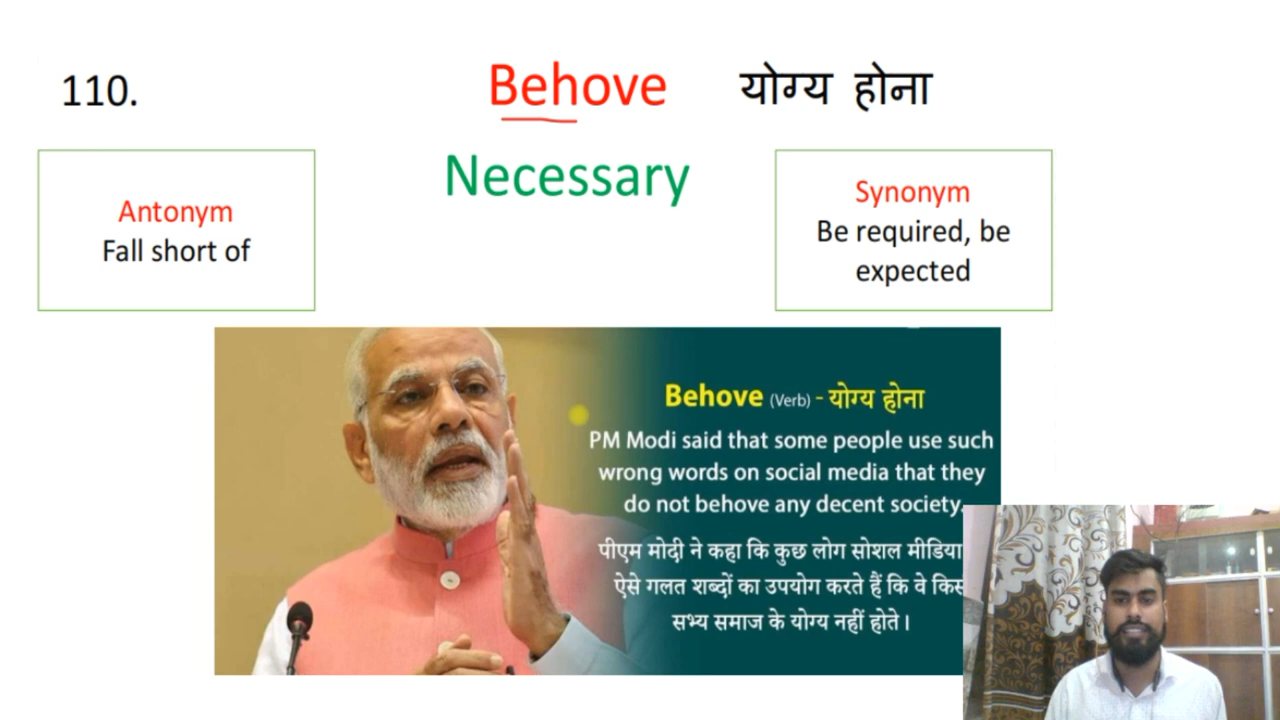 110.
Behove योग्य होना
Necessary
Antonym
Fall short of
Synonym
Be required, be
expected
Behove (Verb) - योग्य होना
PM Modi said that some people use such
wrong words on social media that they
do not behove any decent society.
पीएम मोदी ने कहा कि कुछ लोग सोशल मीडिया
ऐसे गलत शब्दों का उपयोग करते हैं कि वे
सभ्य समाज के योग्य नहीं होते।